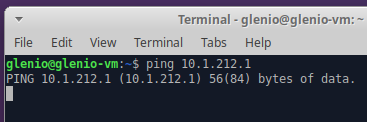 Terminal - glenio@glenio-vm: ~
File Edit View Terminal Tabs Help
glenio@glenio-vm:~$ ping 10.1.212.1
PING 10.1.212.1 (10.1.212.1) 56(84) bytes of data.